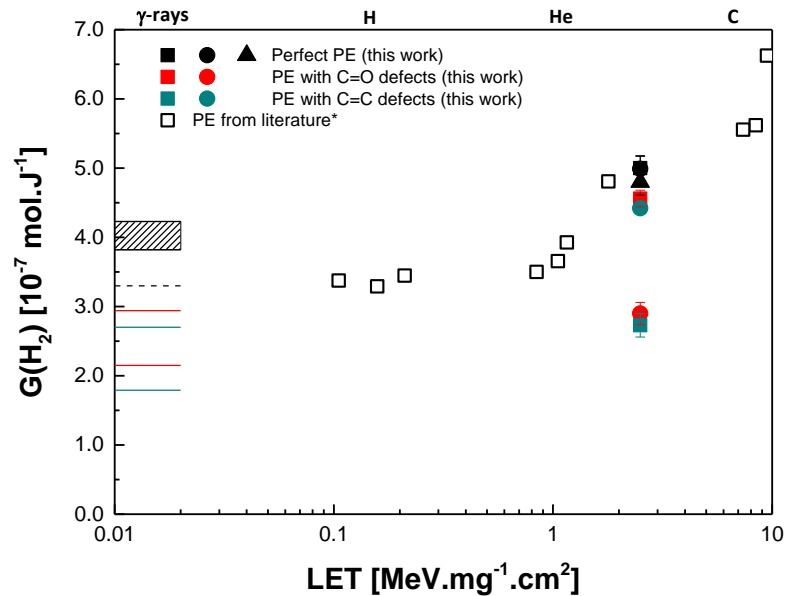 γ-rays H He C
Perfect PE (this work)
PE with C=O defects (this work)
PE with C=C defects (this work)
PE from literature*
G(H₂) [10⁻⁷ mol.J⁻¹]
7.0
6.0
5.0
4.0
3.0
2.0
1.0
0.0
0.01 0.1 1 10
LET [MeV.mg⁻¹.cm²]